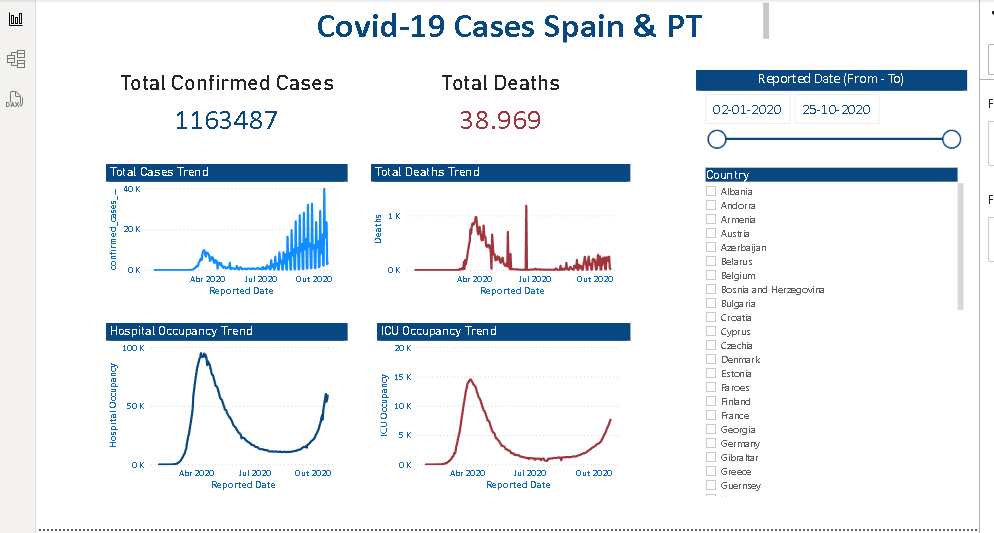 Covid-19 Cases Spain & PT
Total Confirmed Cases
1163487
Total Deaths
38.969
Reported Date (From - To)
02-01-2020 25-10-2020
Total Cases Trend
confirmed_cases_...
40 K
20 K
0 K
Abr 2020 Jul 2020 Out 2020
Reported Date
Total Deaths Trend
Deaths
1 K
0 K
Abr 2020 Jul 2020 Out 2020
Reported Date
Hospital Occupancy Trend
Hospital Occupancy
100 K
50 K
0 K
Abr 2020 Jul 2020 Out 2020
Reported Date
ICU Occupancy Trend
ICU Occupancy
20 K
15 K
10 K
5 K
0 K
Abr 2020 Jul 2020 Out 2020
Reported Date
Country
Albania
Andorra
Armenia
Austria
Azerbaijan
Belarus
Belgium
Bosnia and Herzegovina
Bulgaria
Croatia
Cyprus
Czechia
Denmark
Estonia
Faroes
Finland
France
Georgia
Germany
Gibraltar
Greece
Guernsey
DAX